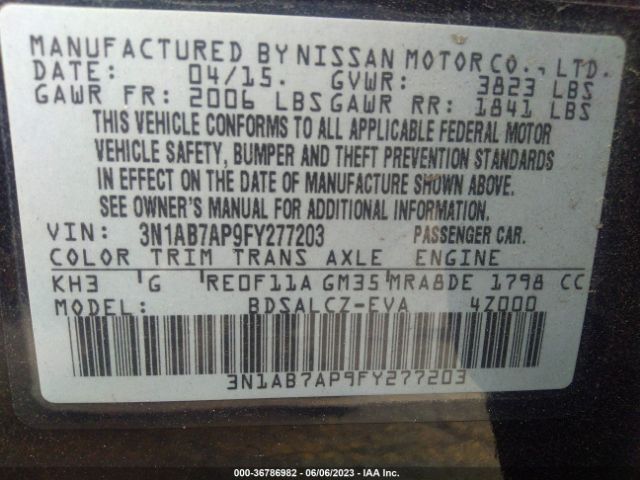 MANUFACTURED BY NISSAN MOTOR CO., LTD.
DATE: 04/15. GVWR: 3823 LBS
GAWR FR: 2006 LBS GAWR RR: 1841 LBS
THIS VEHICLE CONFORMS TO ALL APPLICABLE FEDERAL MOTOR
VEHICLE SAFETY, BUMPER AND THEFT PREVENTION STANDARDS
IN EFFECT ON THE DATE OF MANUFACTURE SHOWN ABOVE.
SEE OWNER'S MANUAL FOR ADDITIONAL INFORMATION.
VIN: 3N1AB7AP9FY277203 PASSENGER CAR.
COLOR TRIM TRANS AXLE ENGINE
KH3 G RE0F11A GM35 MRA8DE 1798 CC
MODEL: BDSALCZ-EVA 4Z000
3N1AB7AP9FY277203
000-36786982 - 06/06/2023 - IAA Inc.